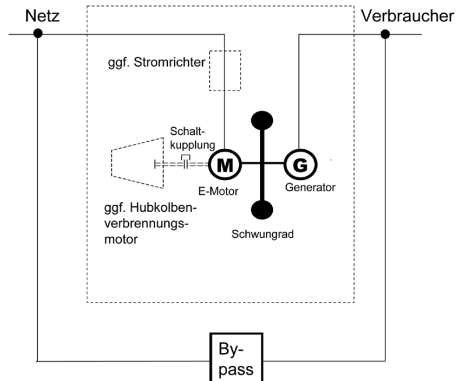 Netz
Verbraucher
ggf. Stromrichter
Schalt-
kupplung
M
G
E-Motor
Generator
ggf. Hubkolben-
verbrennungs-
motor
Schwungrad
By-
pass